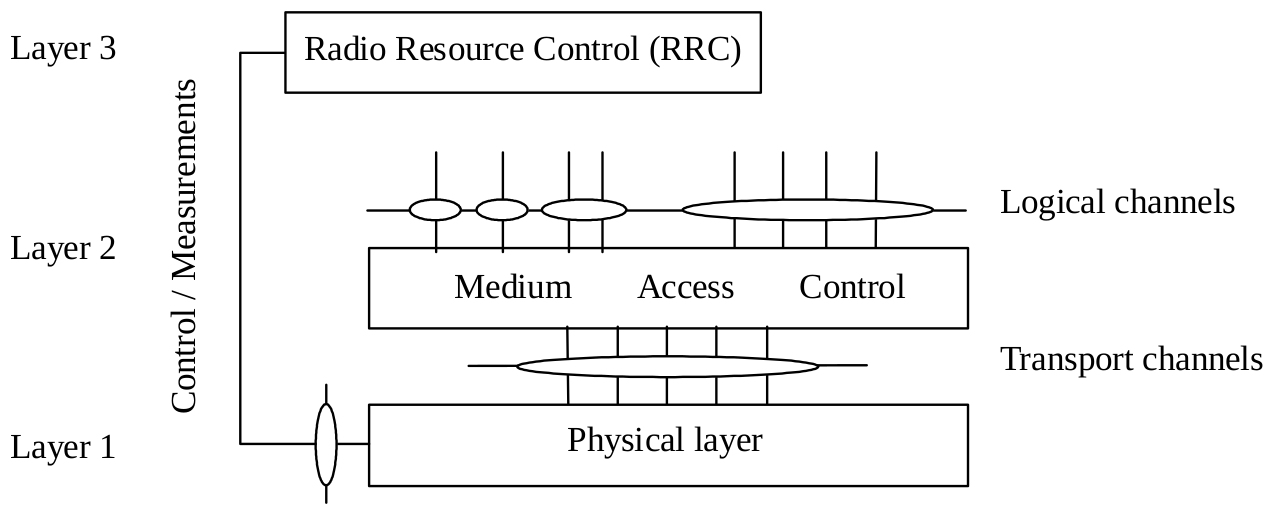 Layer 3
Radio Resource Control (RRC)
Control / Measurements
Logical channels
Layer 2
Medium Access Control
Transport channels
Layer 1
Physical layer